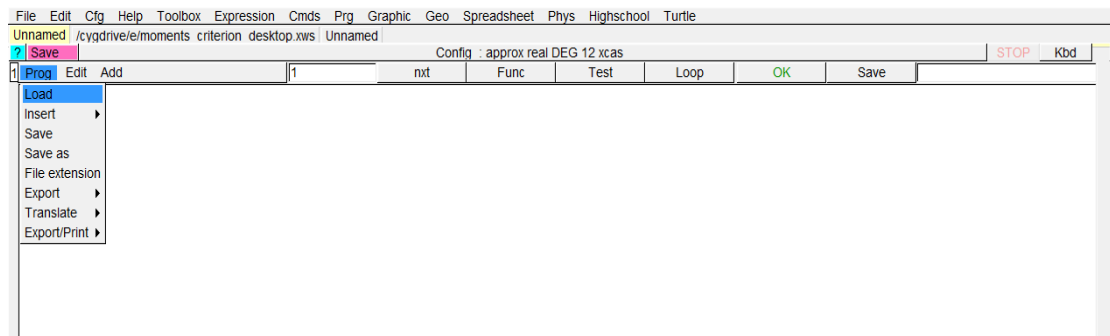 File Edit Cfg Help Toolbox Expression Cmds Prg Graphic Geo Spreadsheet Phys Highschool Turtle
Unnamed /cygdrive/e/moments criterion desktop.xws Unnamed
? Save Config : approx real DEG 12 xcas STOP Kbd
1 Prog Edit Add 1 nxt Func Test Loop OK Save
Load
Insert
Save
Save as
File extension
Export
Translate
Export/Print